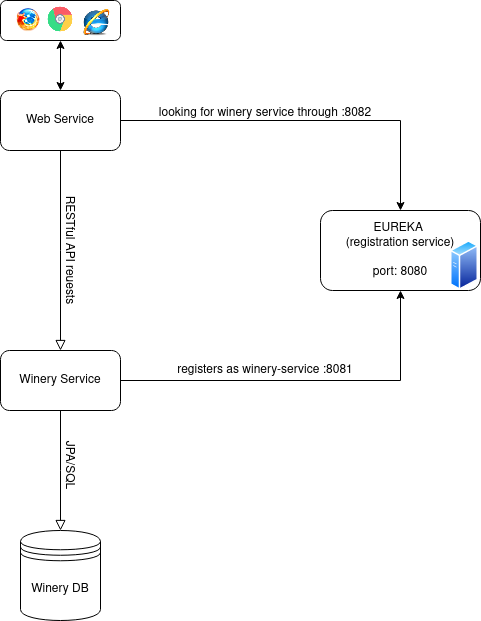 Web Service
looking for winery service through :8082
RESTful API reuests
EUREKA
(registration service)
port: 8080
Winery Service
registers as winery-service :8081
JPA/SQL
Winery DB